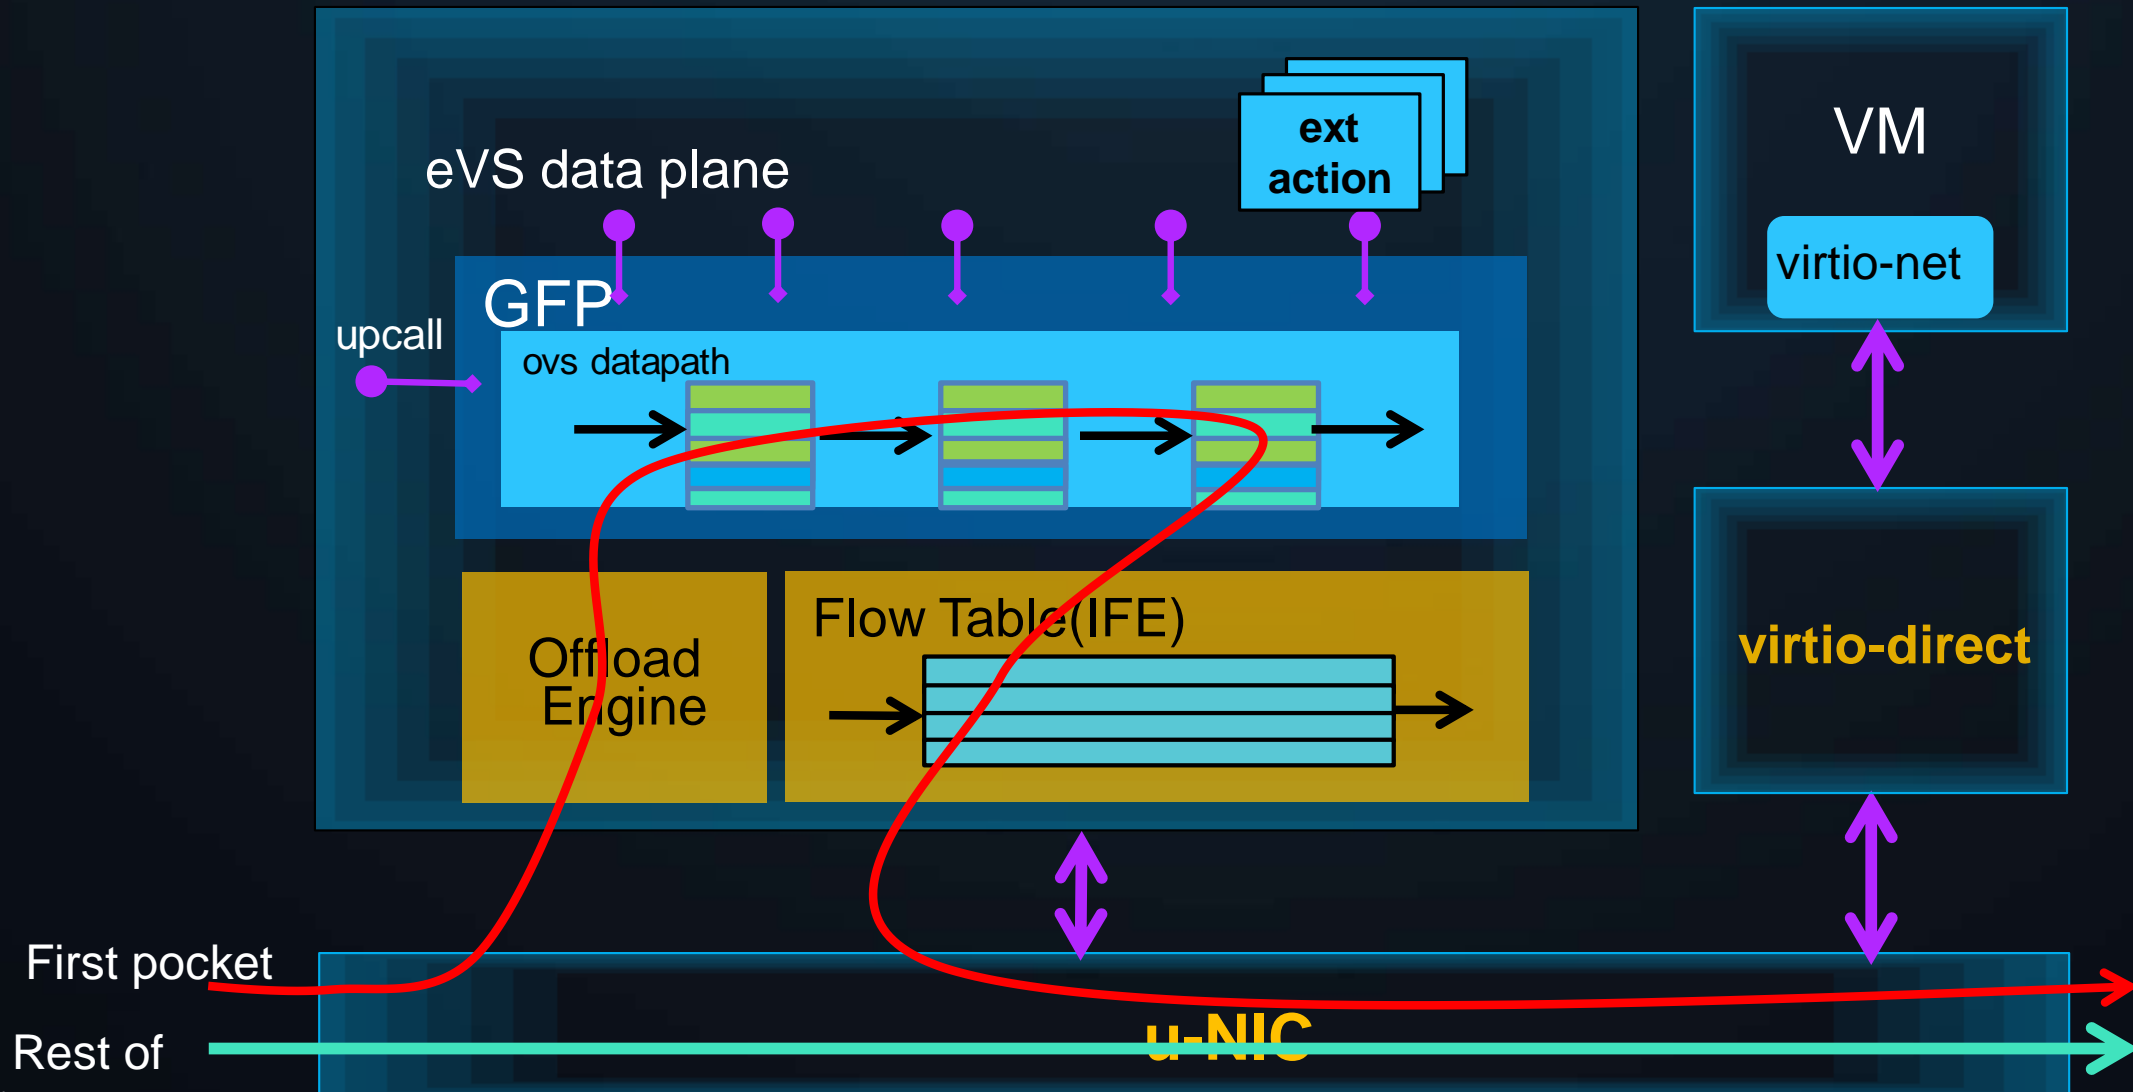 ext
action
eVS data plane
VM
virtio-net
GFP
upcall
ovs datapath
Offload
Engine
Flow Table(IFE)
virtio-direct
First pocket
u-NIC
Rest of